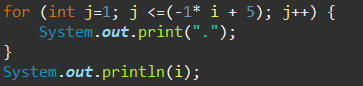 for (int j=1; j <=(-1* i + 5); j++) {
    System.out.print(".");
}
System.out.println(i);